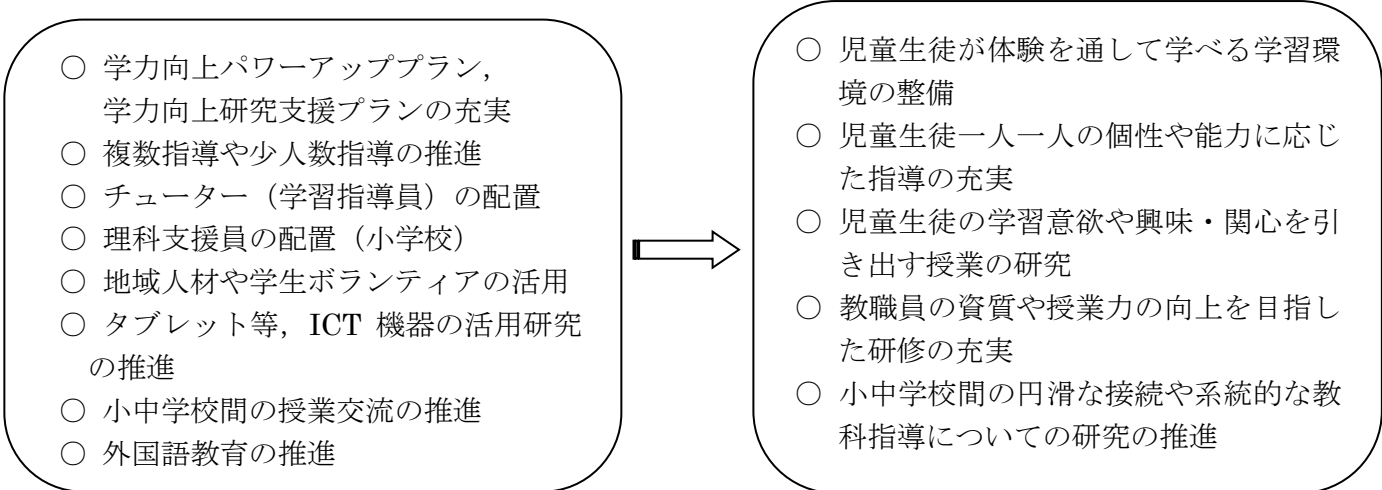 ○ 学力向上パワーアッププラン，
学力向上研究支援プランの充実
○ 複数指導や少人数指導の推進
○ チューター（学習指導員）の配置
○ 理科支援員の配置（小学校）
○ 地域人材や学生ボランティアの活用
○ タブレット等，ICT 機器の活用研究
の推進
○ 小中学校間の授業交流の推進
○ 外国語教育の推進
○ 児童生徒が体験を通して学べる学習環
境の整備
○ 児童生徒一人一人の個性や能力に応じ
た指導の充実
○ 児童生徒の学習意欲や興味・関心を引
き出す授業の研究
○ 教職員の資質や授業力の向上を目指し
た研修の充実
○ 小中学校間の円滑な接続や系統的な教
科指導についての研究の推進